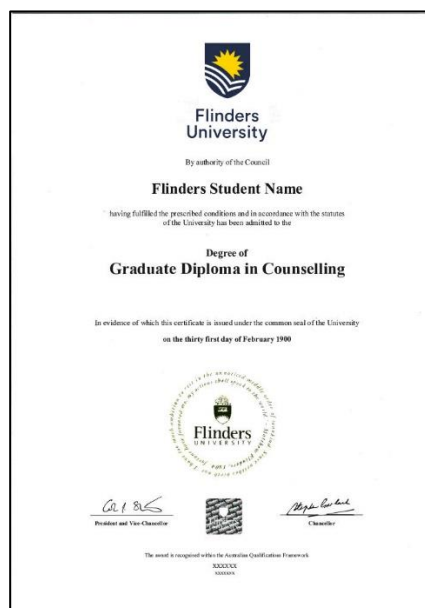 Flinders
University
By authority of the Council
Flinders Student Name
having fulfilled the prescribed conditions and in accordance with the statutes
of the University has been admitted to the
Degree of
Graduate Diploma in Counselling
In evidence of which this certificate is issued under the common seal of the University
on the thirty first day of February 1900
Flinders
UNIVERSITY
President and Vice-Chancellor
Chancellor
The award is recognised within the Australian Qualifications Framework
XXXXXX
XXXXXX